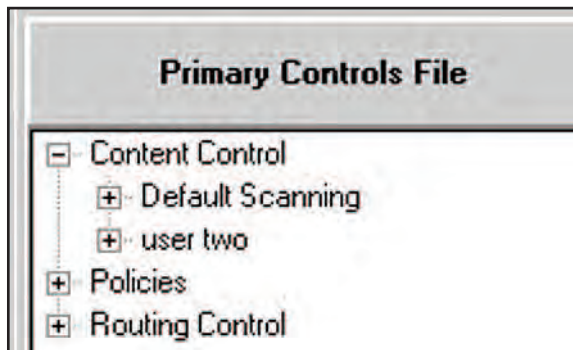 Primary Controls File
Content Control
Default Scanning
user two
Policies
Routing Control